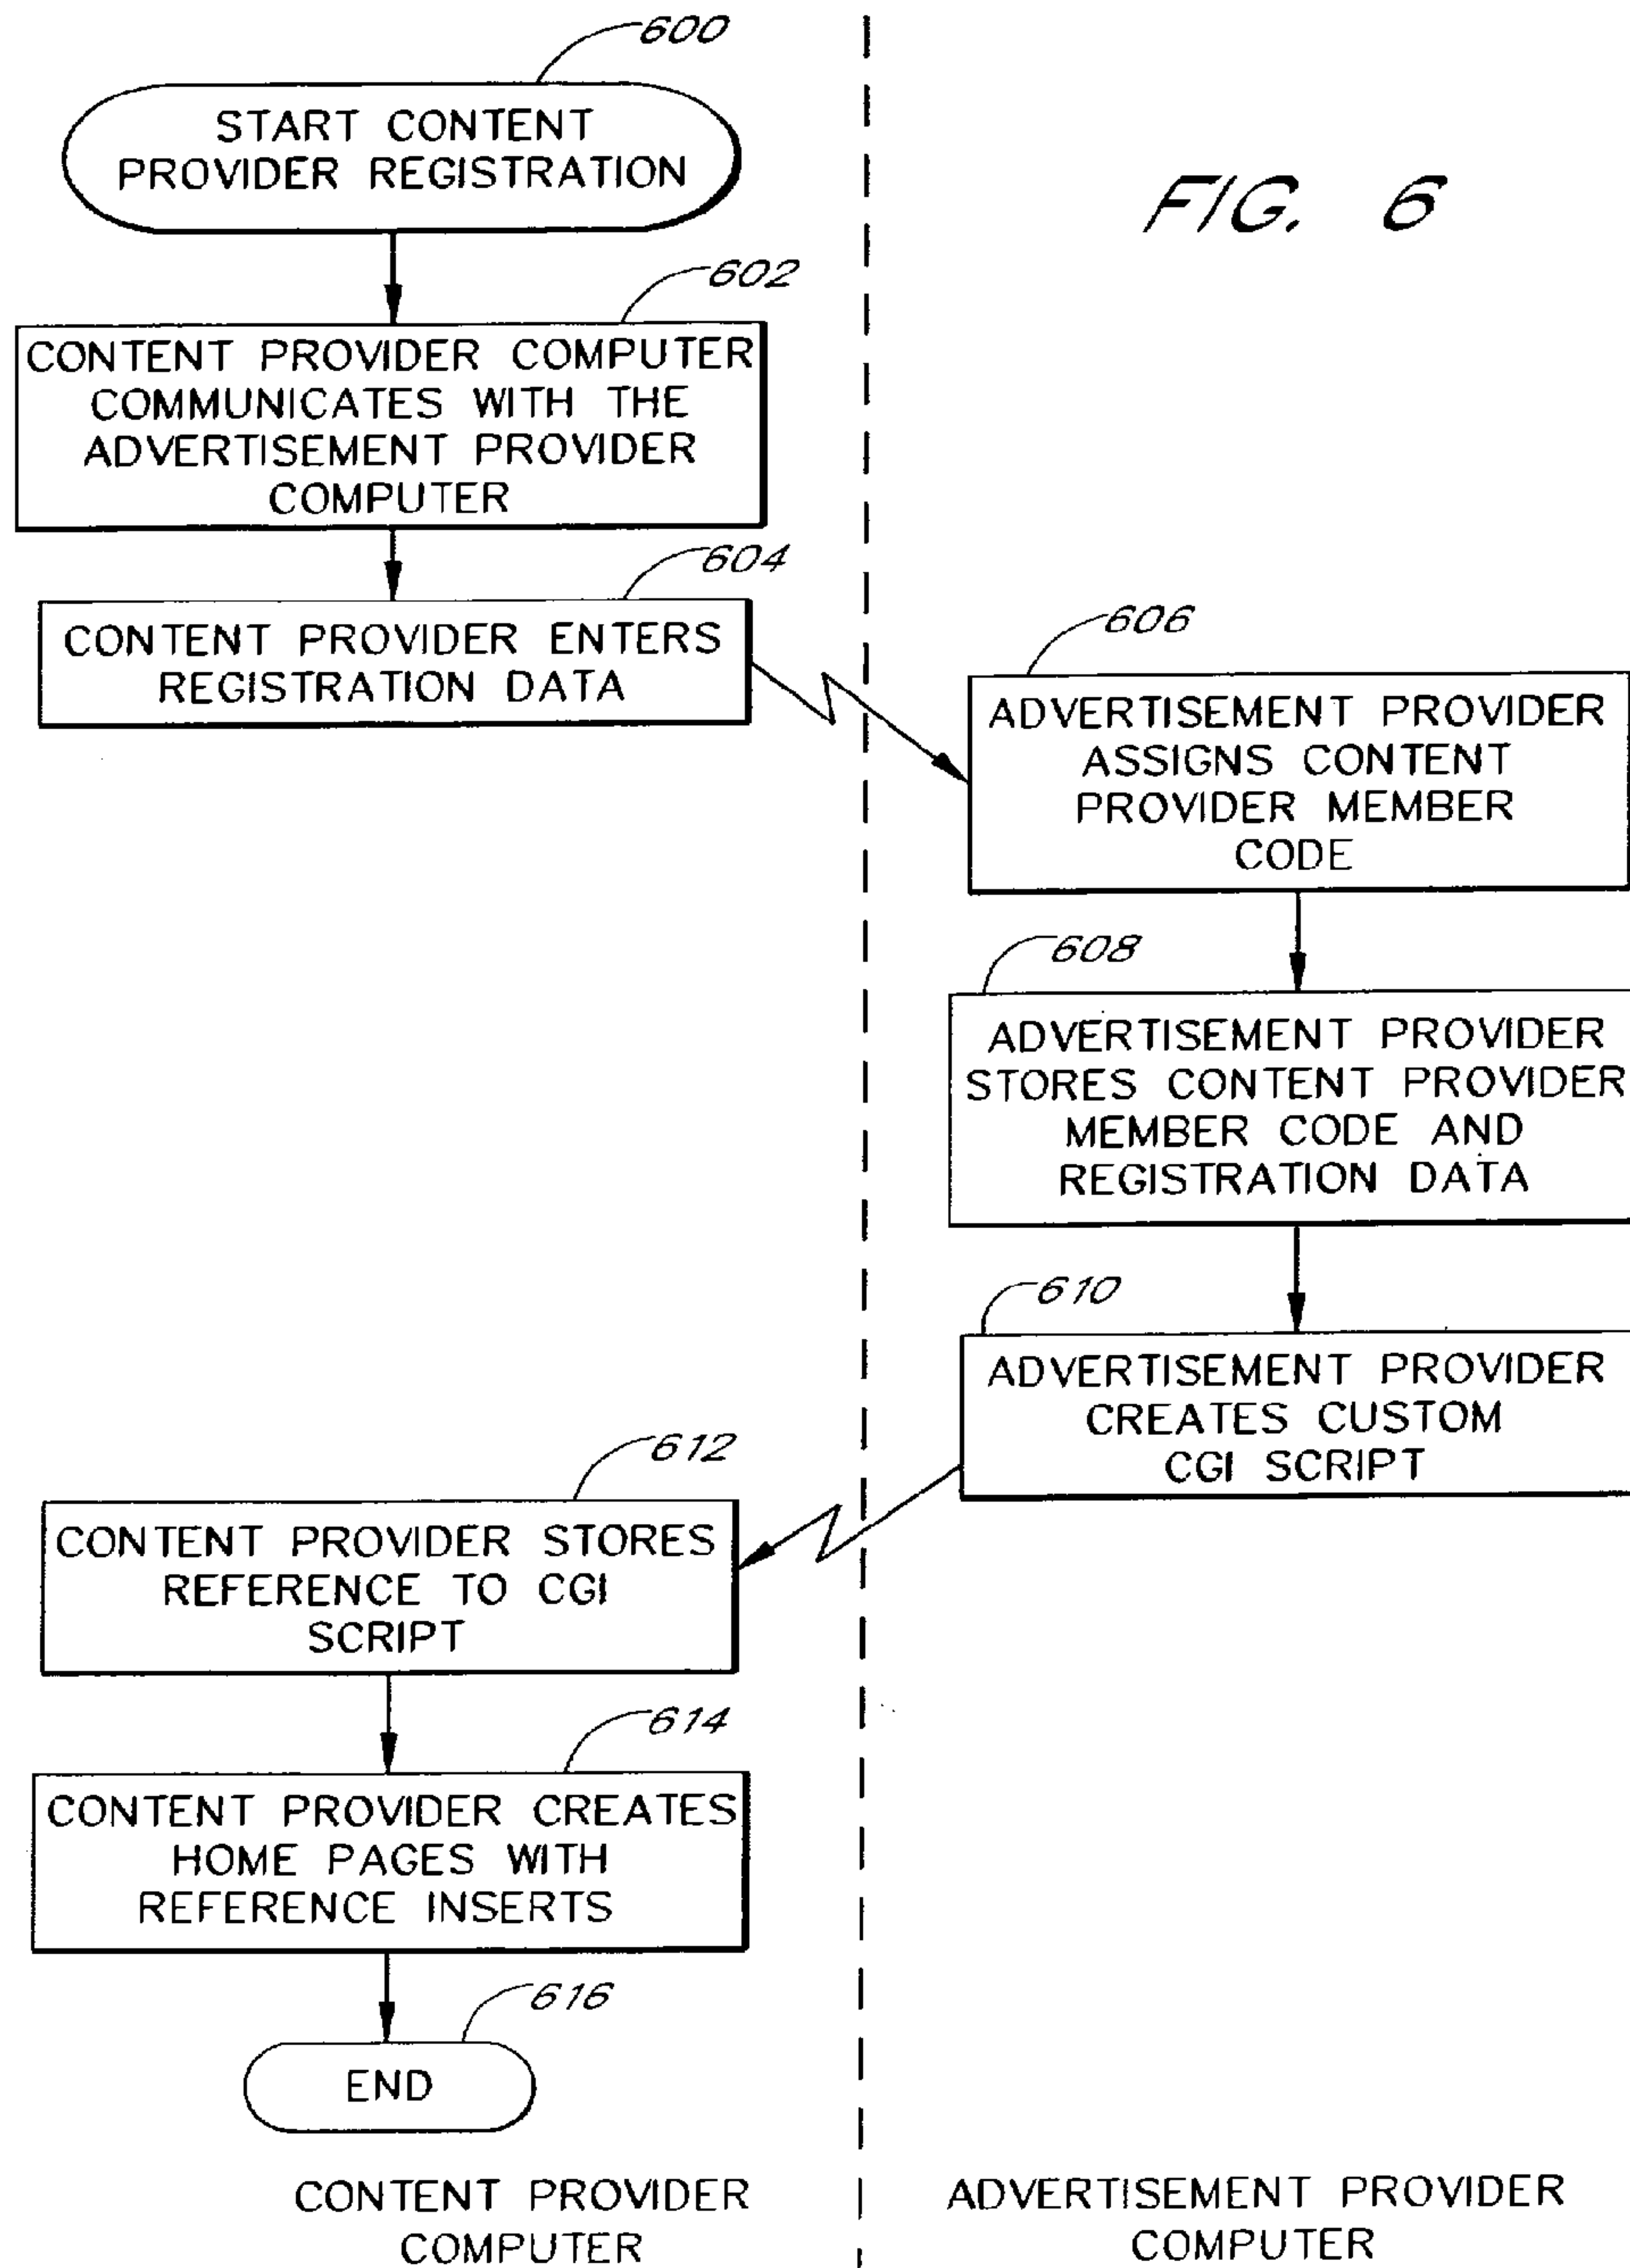 600
START CONTENT
PROVIDER REGISTRATION
FIG. 6
602
CONTENT PROVIDER COMPUTER
COMMUNICATES WITH THE
ADVERTISEMENT PROVIDER
COMPUTER
604
CONTENT PROVIDER ENTERS
REGISTRATION DATA
606
ADVERTISEMENT PROVIDER
ASSIGNS CONTENT
PROVIDER MEMBER
CODE
608
ADVERTISEMENT PROVIDER
STORES CONTENT PROVIDER
MEMBER CODE AND
REGISTRATION DATA
610
ADVERTISEMENT PROVIDER
CREATES CUSTOM
CGI SCRIPT
612
CONTENT PROVIDER STORES
REFERENCE TO CGI
SCRIPT
614
CONTENT PROVIDER CREATES
HOME PAGES WITH
REFERENCE INSERTS
616
END
CONTENT PROVIDER
COMPUTER
ADVERTISEMENT PROVIDER
COMPUTER